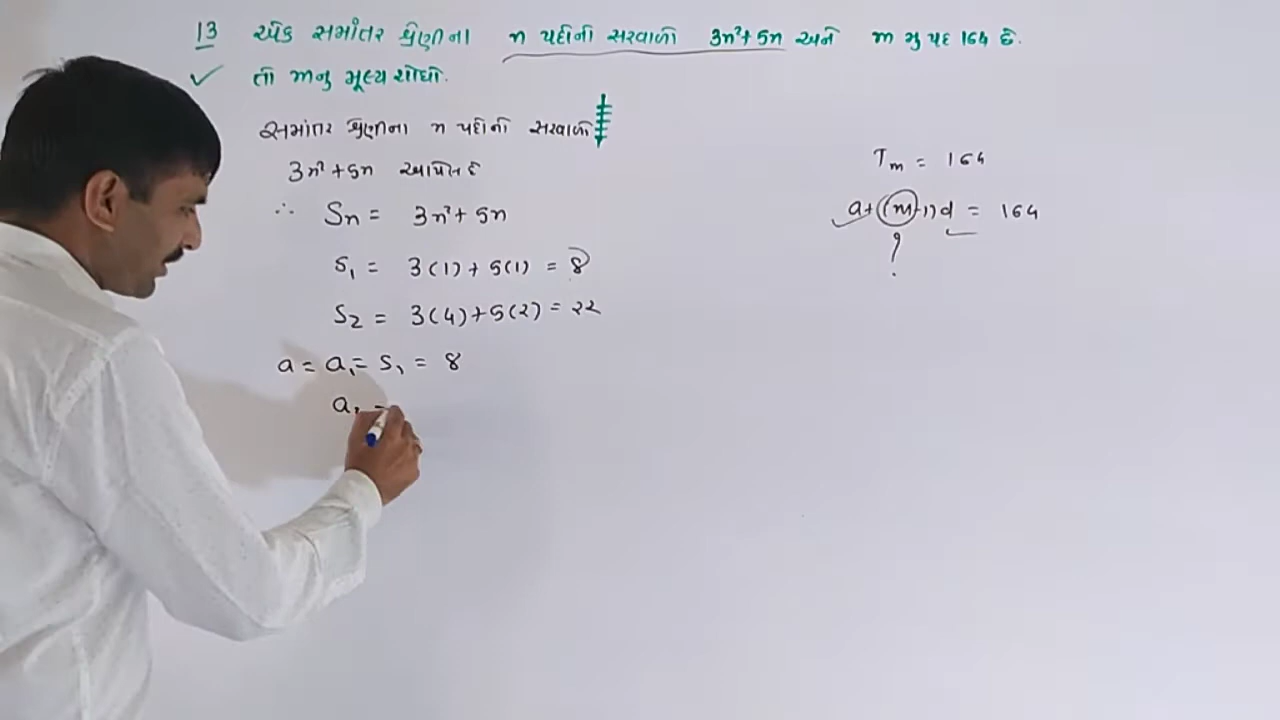 13 એક સમાંતર શ્રેણીના n પદોનો સરવાળો 3n²+5n અને m મુ પદ 164 છે.
તો mનુ મૂલ્ય શોધો.
સમાંતર શ્રેણીના n પદોનો સરવાળો
3n²+5n આપેલ છે
∴ Sn = 3n²+5n
S₁ = 3(1)+5(1) = 8
S₂ = 3(4)+5(2) = 22
a = a₁ = S₁ = 8
a₂ =
Tm = 164
a+(m-1)d = 164
?